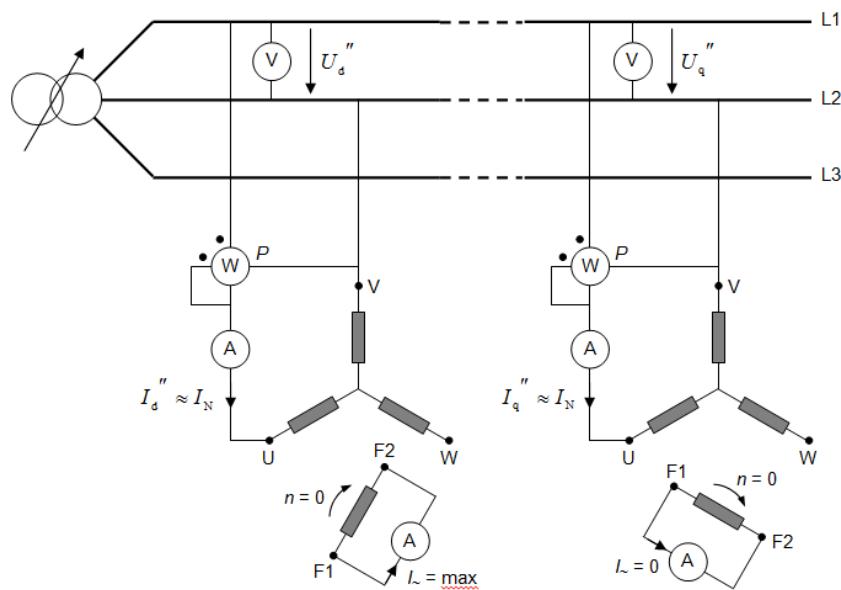 L1
V
U_d″
V
U_q″
L2
L3
W
P
W
P
V
V
A
A
I_d″ ≈ I_N
I_q″ ≈ I_N
U
W
U
W
F2
n = 0
A
F1
I~ = max
F1
n = 0
F2
A
I~ = 0